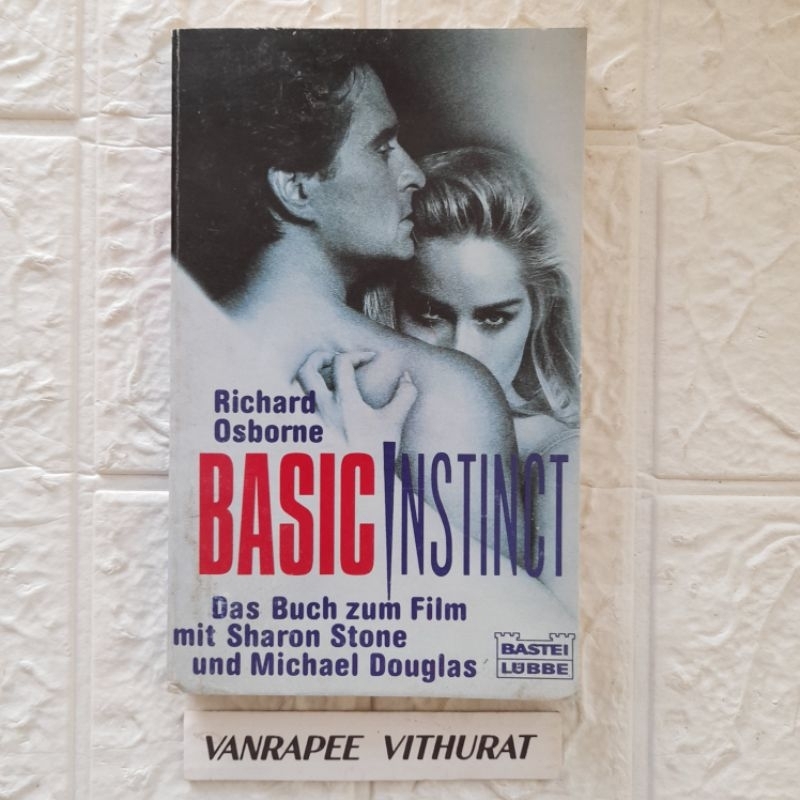 Richard
Osborne
BASIC INSTINCT
Das Buch zum Film
mit Sharon Stone
und Michael Douglas
BASTEI
LÜBBE
VANRAPEE VITHURAT